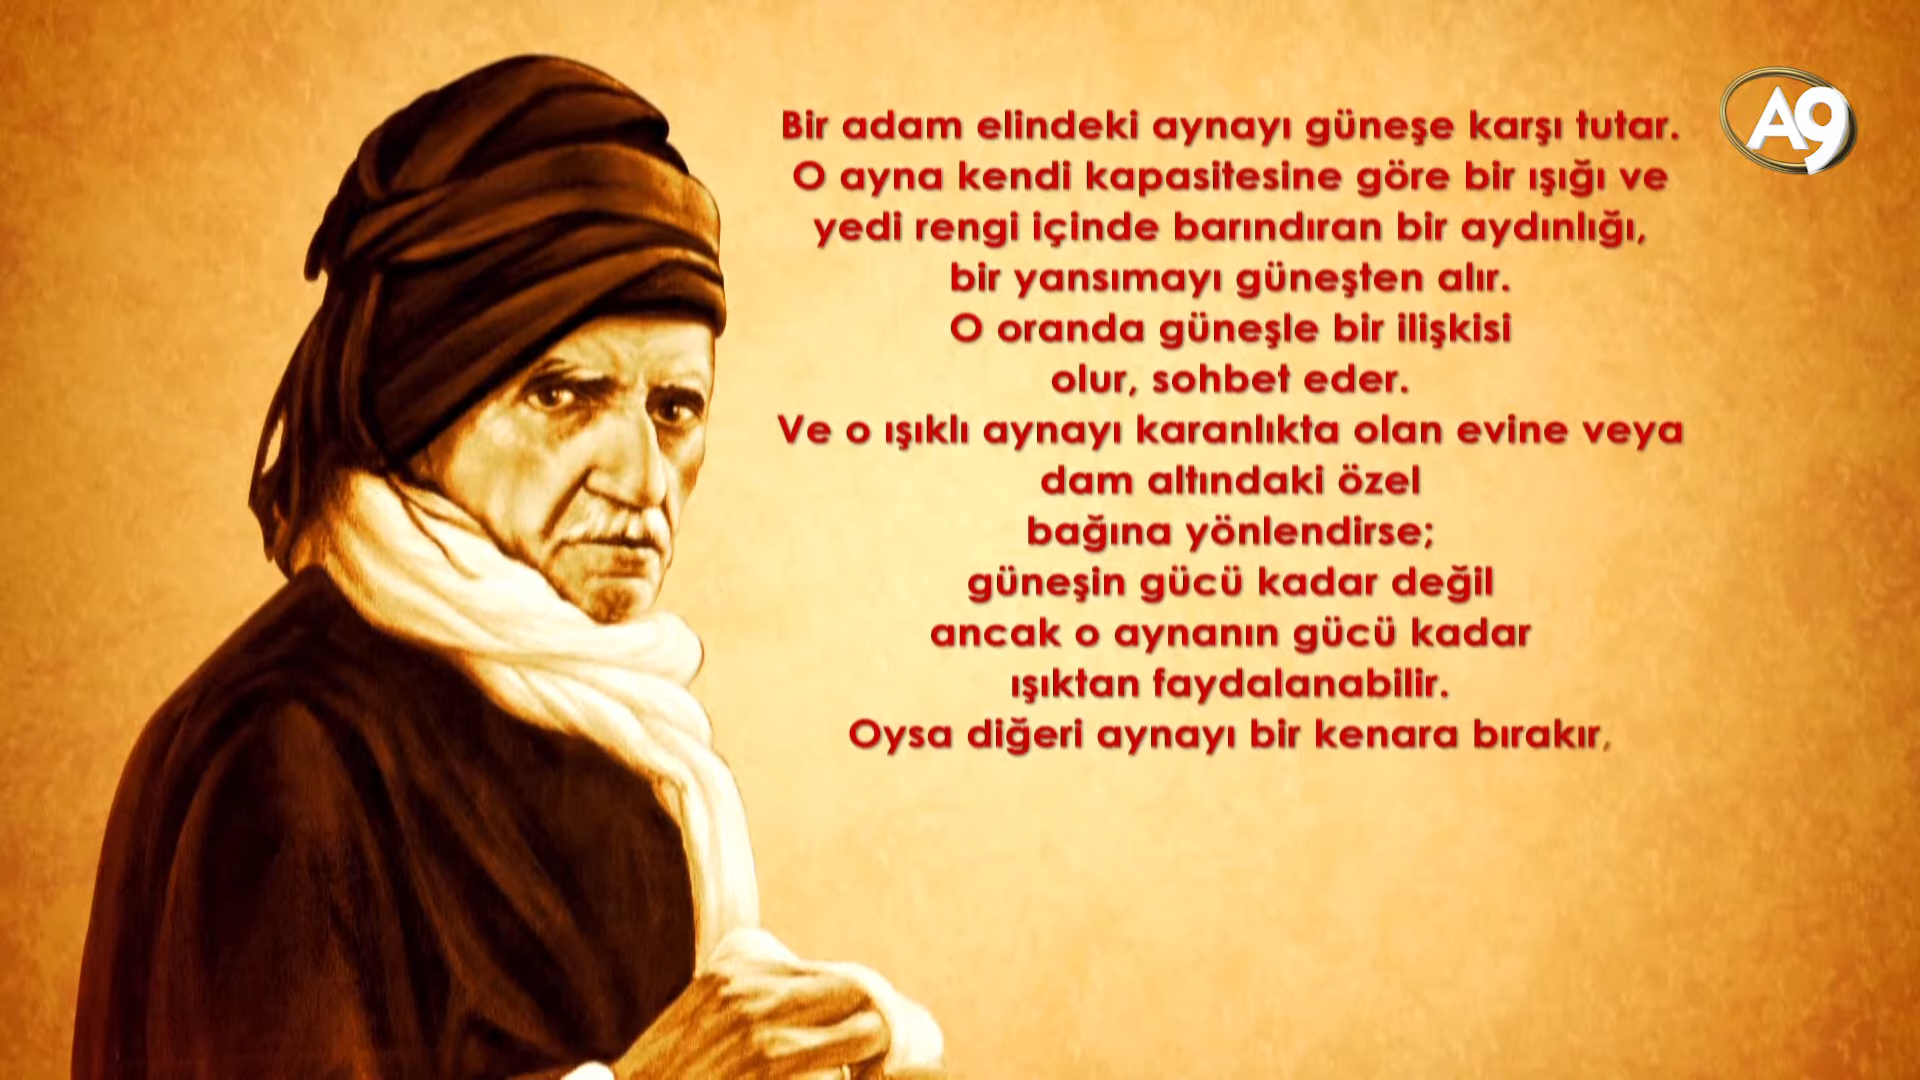 Bir adam elindeki aynayı güneşe karşı tutar.
O ayna kendi kapasitesine göre bir ışığı ve
yedi rengi içinde barındıran bir aydınlığı,
bir yansımayı güneşten alır.
O oranda güneşle bir ilişkisi
olur, sohbet eder.
Ve o ışıklı aynayı karanlıkta olan evine veya
dam altındaki özel
bağına yönlendirse;
güneşin gücü kadar değil
ancak o aynanın gücü kadar
ışıktan faydalanabilir.
Oysa diğeri aynayı bir kenara bırakır,
A9